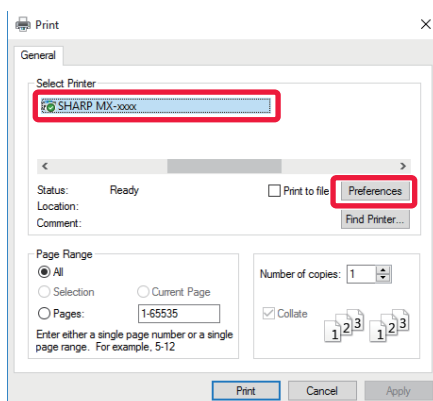 Print
General
Select Printer
SHARP MX-xxxx
Status: Ready
Print to file
Preferences
Location:
Comment:
Find Printer...
Page Range
All
Selection
Current Page
Pages:
1-65535
Enter either a single page number or a single
page range. For example, 5-12
Number of copies: 1
Collate
1 2 3
1 2 3
Print
Cancel
Apply